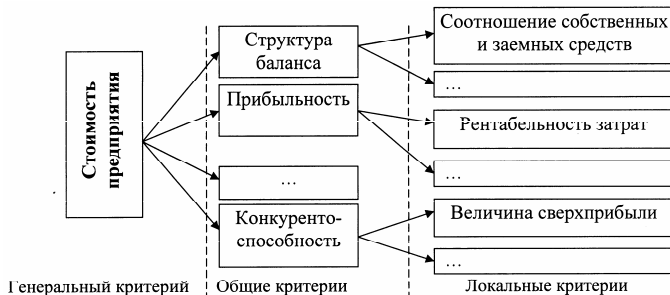 Стоимость
предприятия
Структура
баланса
Прибыльность
...
Конкуренто-
способность
Соотношение собственных
и заемных средств
...
Рентабельность затрат
...
Величина сверхприбыли
...
Генеральный критерий
Общие критерии
Локальные критерии